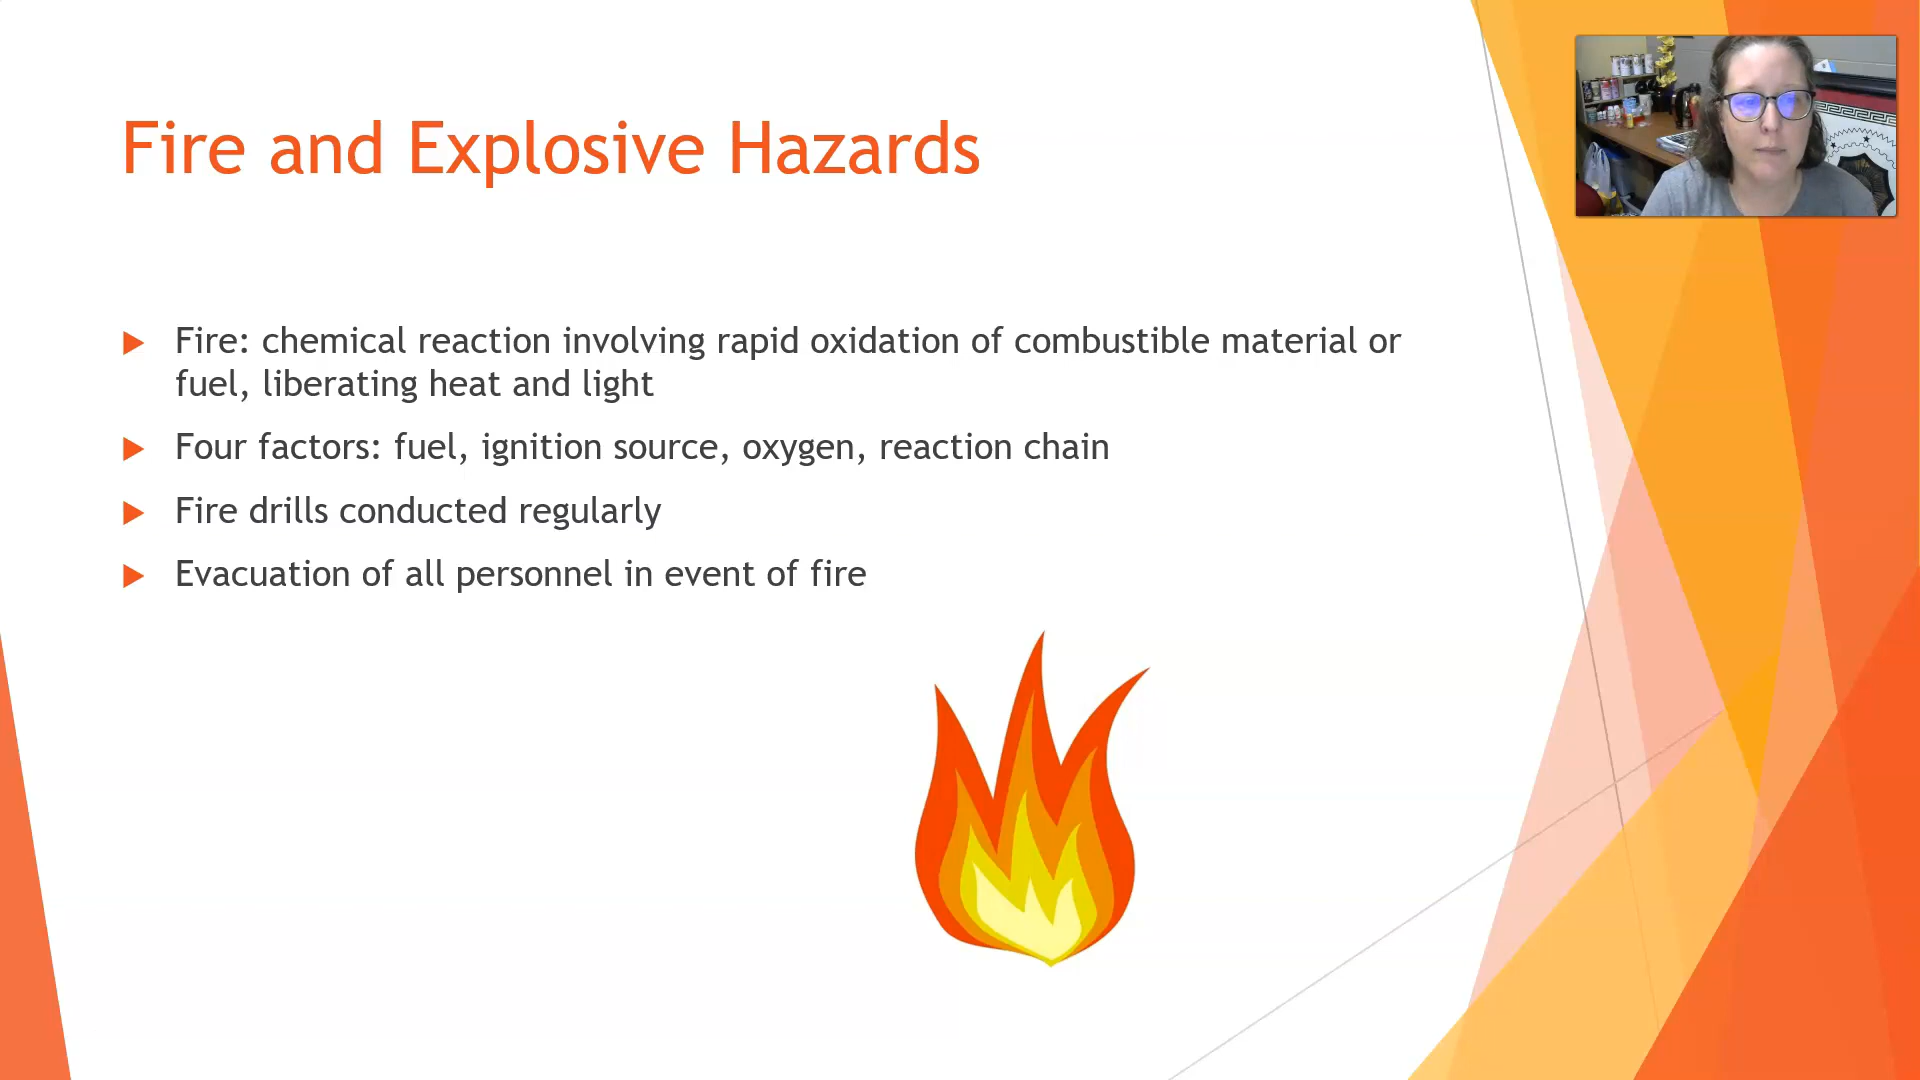 Fire and Explosive Hazards
Fire: chemical reaction involving rapid oxidation of combustible material or
fuel, liberating heat and light
Four factors: fuel, ignition source, oxygen, reaction chain
Fire drills conducted regularly
Evacuation of all personnel in event of fire